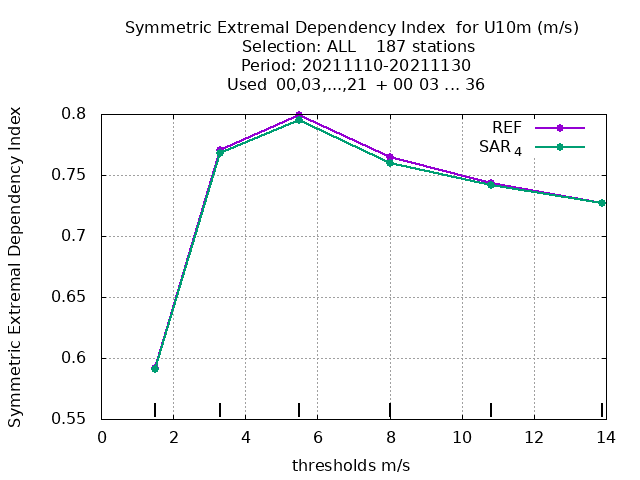 Symmetric Extremal Dependency Index for U10m (m/s)
Selection: ALL 187 stations
Period: 20211110-20211130
Used 00,03,...,21 + 00 03 ... 36
Symmetric Extremal Dependency Index
0.8
0.75
0.7
0.65
0.6
0.55
REF
SAR 4
0 2 4 6 8 10 12 14
thresholds m/s